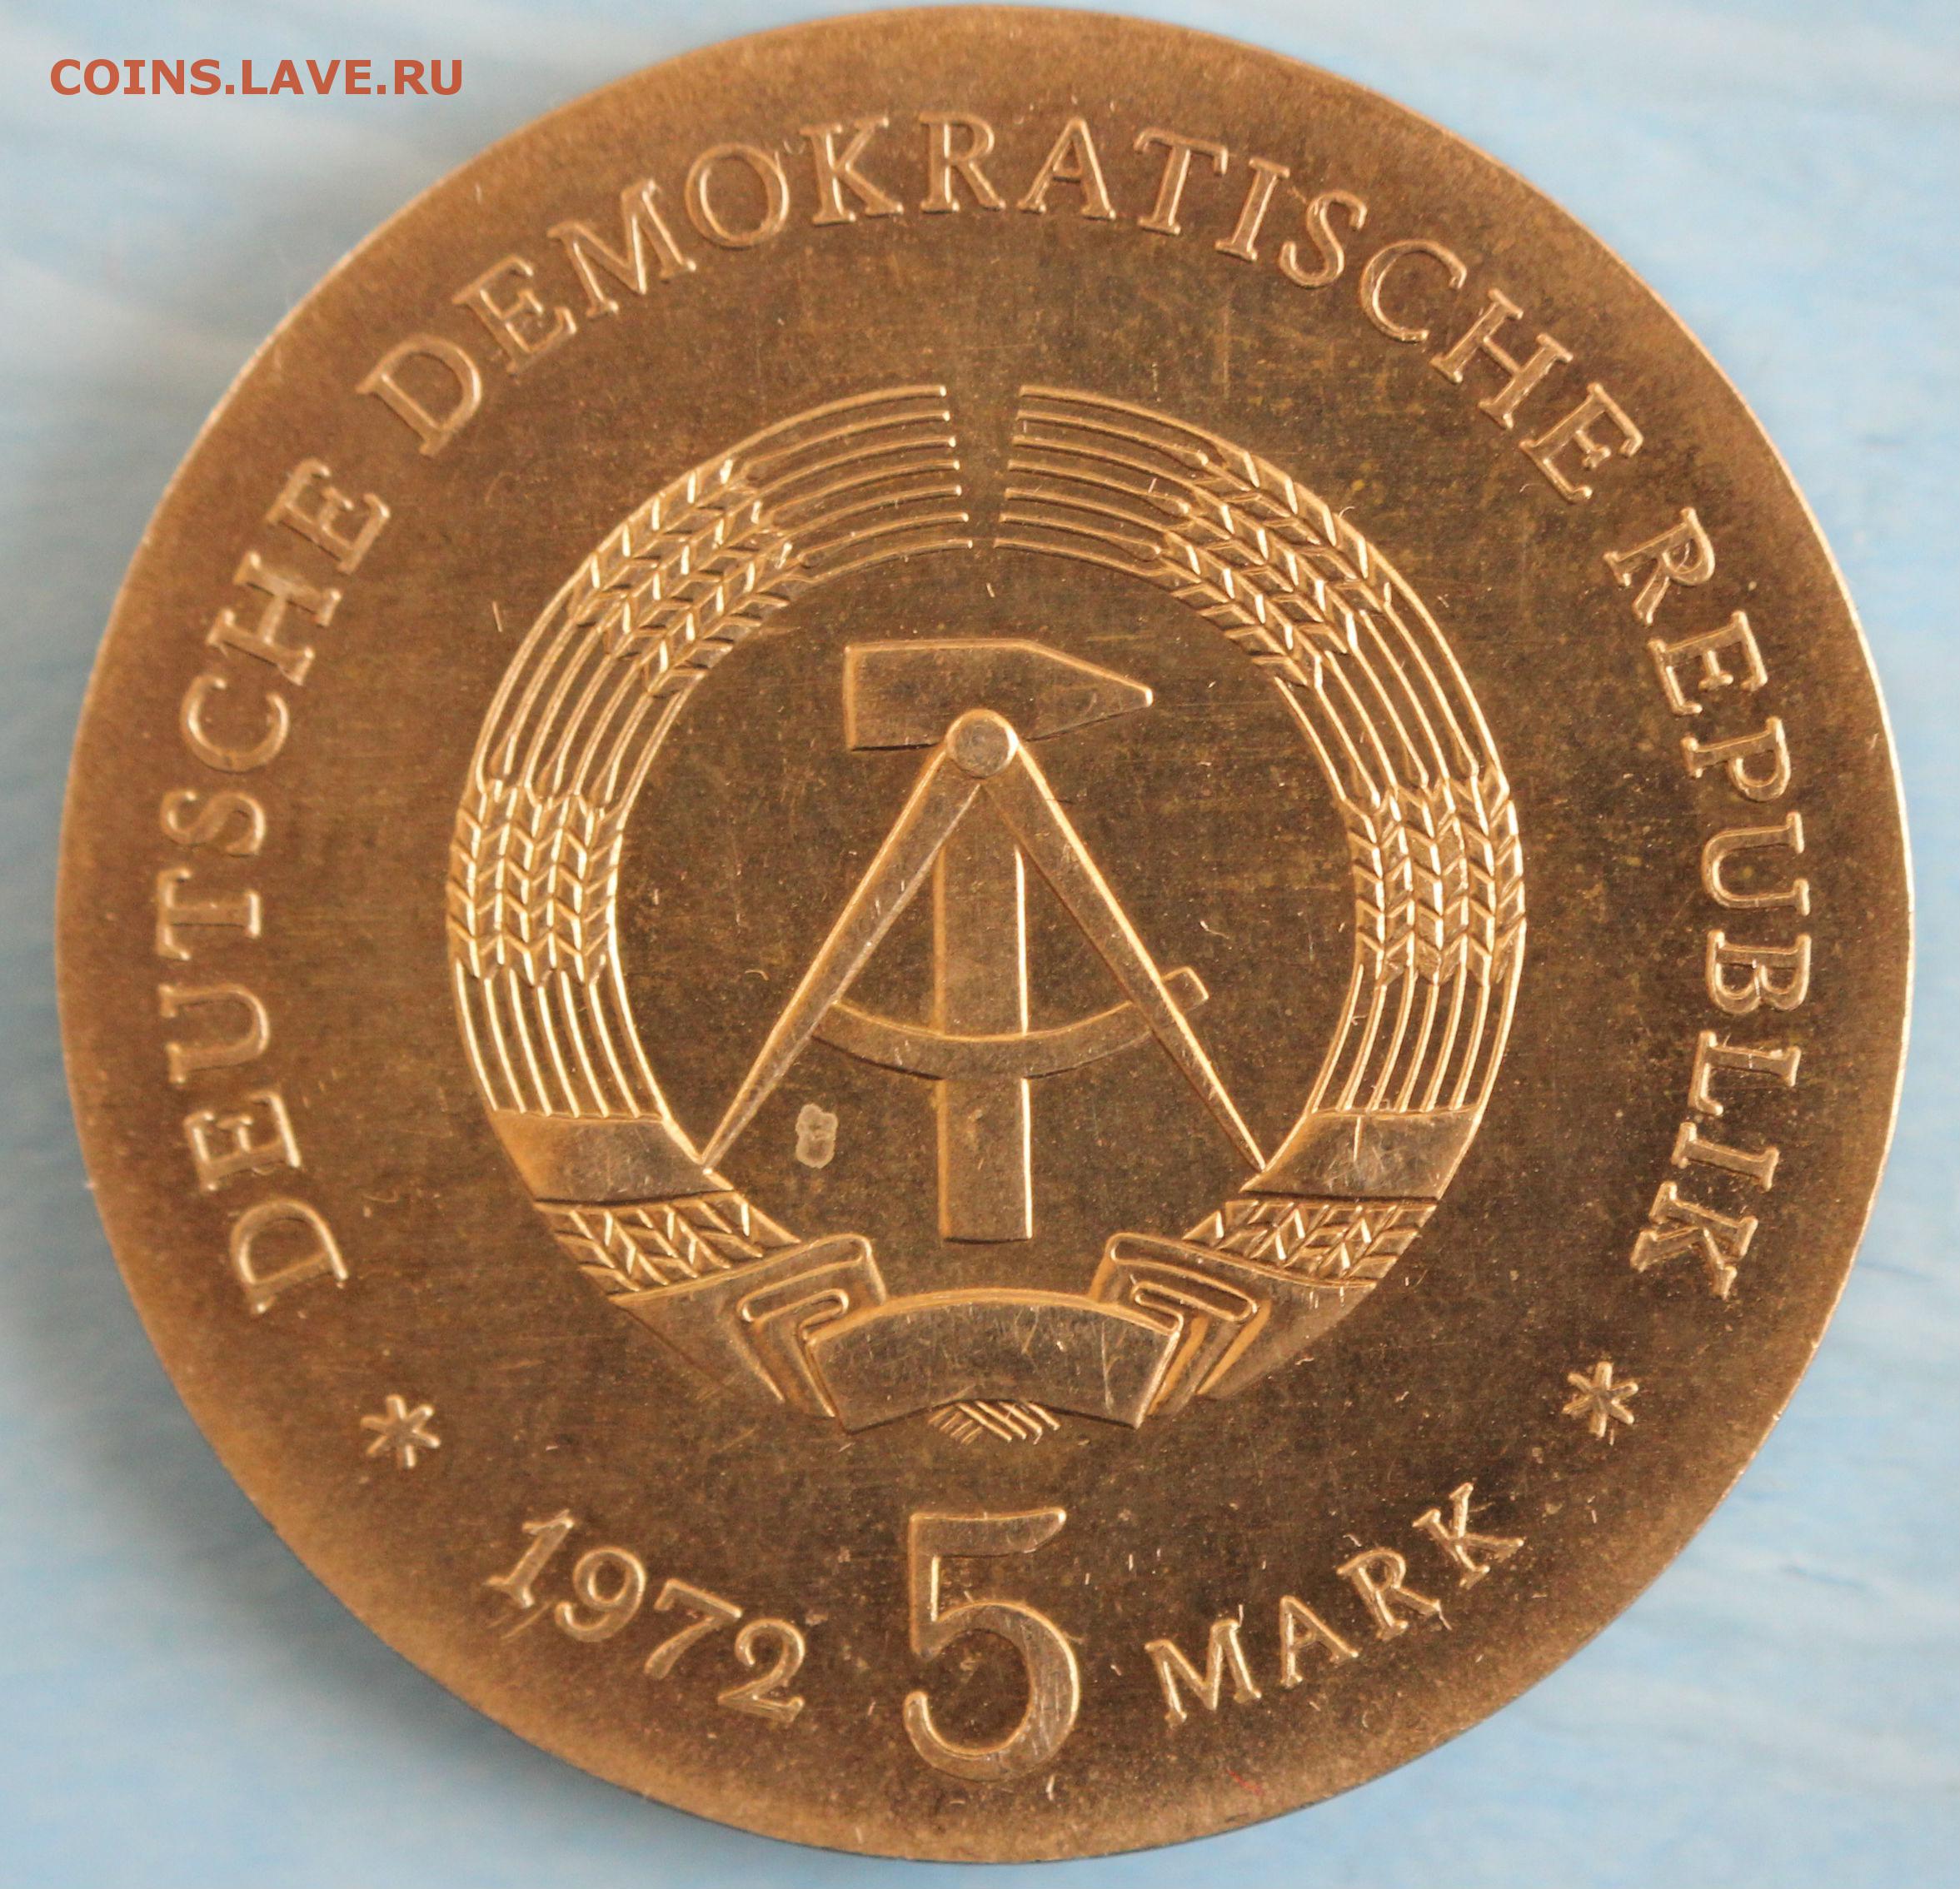 COINS.LAVE.RU
DEUTSCHE DEMOKRATISCHE REPUBLIK
* 1972 5 MARK *